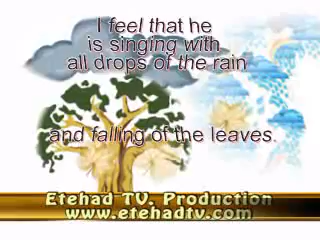 I feel that he
is singing with
all drops of the rain
and falling of the leaves.
Etehad TV. Production
www.etehadtv.com